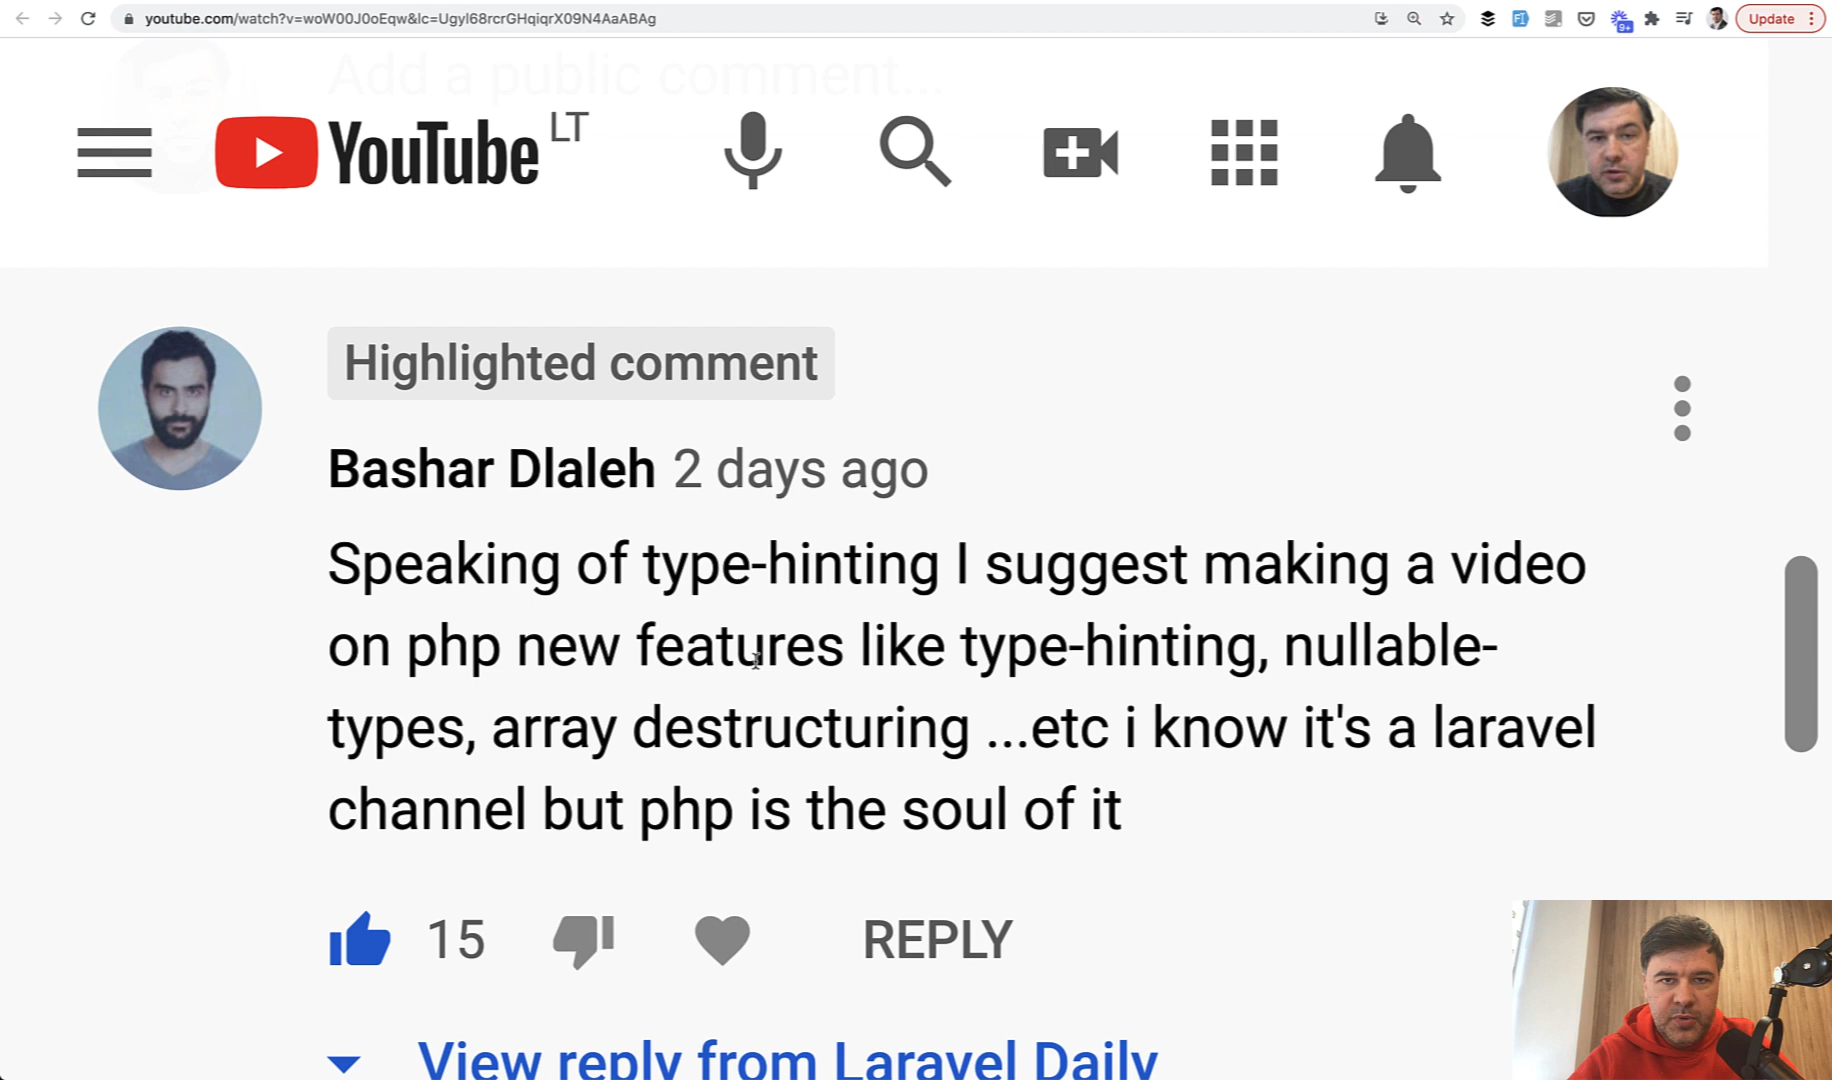 youtube.com/watch?v=woW00J0oEqw&lc=Ugyl68rcrGHqiqrX09N4AaABAg
Update
Add a public comment...
YouTube LT
Highlighted comment
Bashar Dlaleh 2 days ago
Speaking of type-hinting I suggest making a video
on php new features like type-hinting, nullable-
types, array destructuring ...etc i know it's a laravel
channel but php is the soul of it
15 REPLY
View reply from Laravel Daily